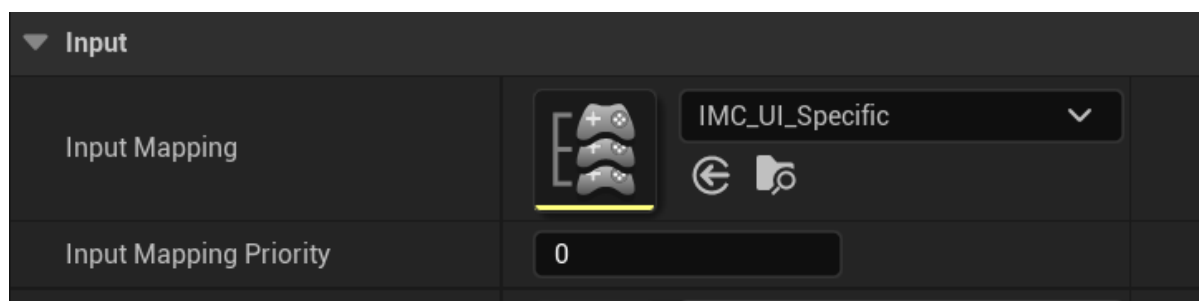 Input
Input Mapping
IMC_UI_Specific
Input Mapping Priority
0